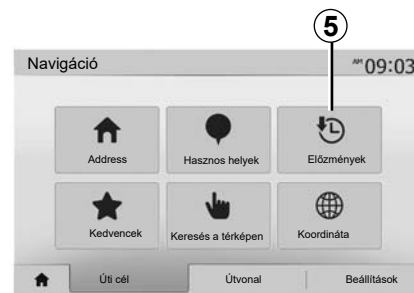 5
Navigáció
AM 09:03
Address
Hasznos helyek
Előzmények
Kedvencek
Keresés a térképen
Koordináta
Úti cél
Útvonal
Beállítások